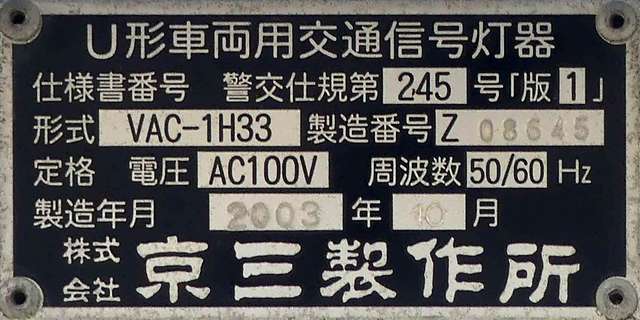 U形車両用交通信号灯器
仕様書番号 警交仕規第 245 号「版 1」
形式 VAC-1H33 製造番号 Z 08645
定格 電圧 AC100V 周波数 50/60 Hz
製造年月 2003 年 10 月
株式会社 京三製作所